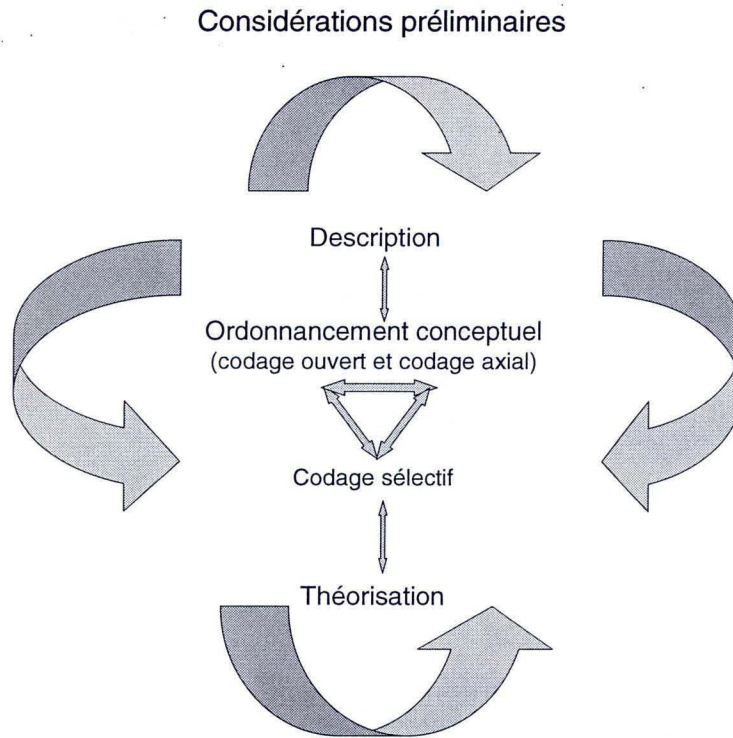 Considérations préliminaires
Description
Ordonnancement conceptuel
(codage ouvert et codage axial)
Codage sélectif
Théorisation